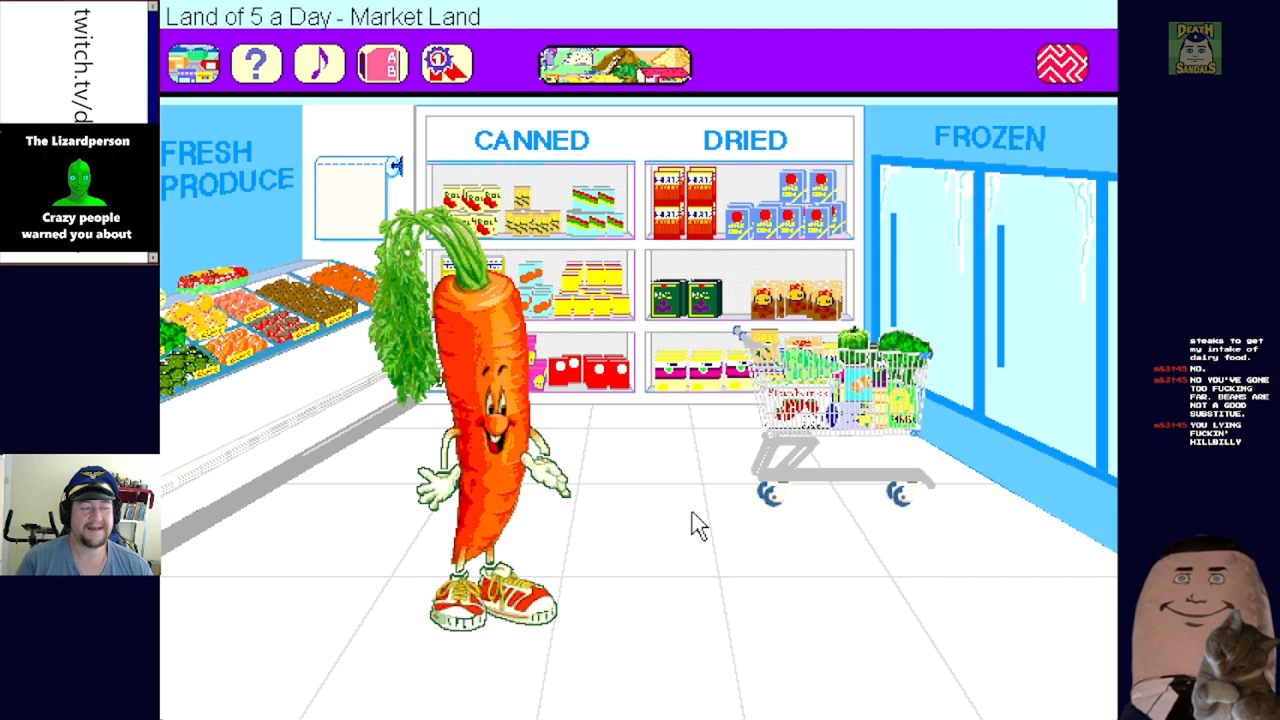 Land of 5 a Day - Market Land
twitch.tv/d
The Lizardperson
Crazy people
warned you about
?
A
B
1
FRESH
PRODUCE
CANNED
DRIED
FROZEN
DEATH
SANDALS
steaks to get
my intake of
dairy food.
NO.
NO YOU'VE GONE
TOO FUCKING
FAR. BEANS ARE
NOT A GOOD
SUBSTITUE.
YOU LYING
FUCKIN'
HILLBILLY